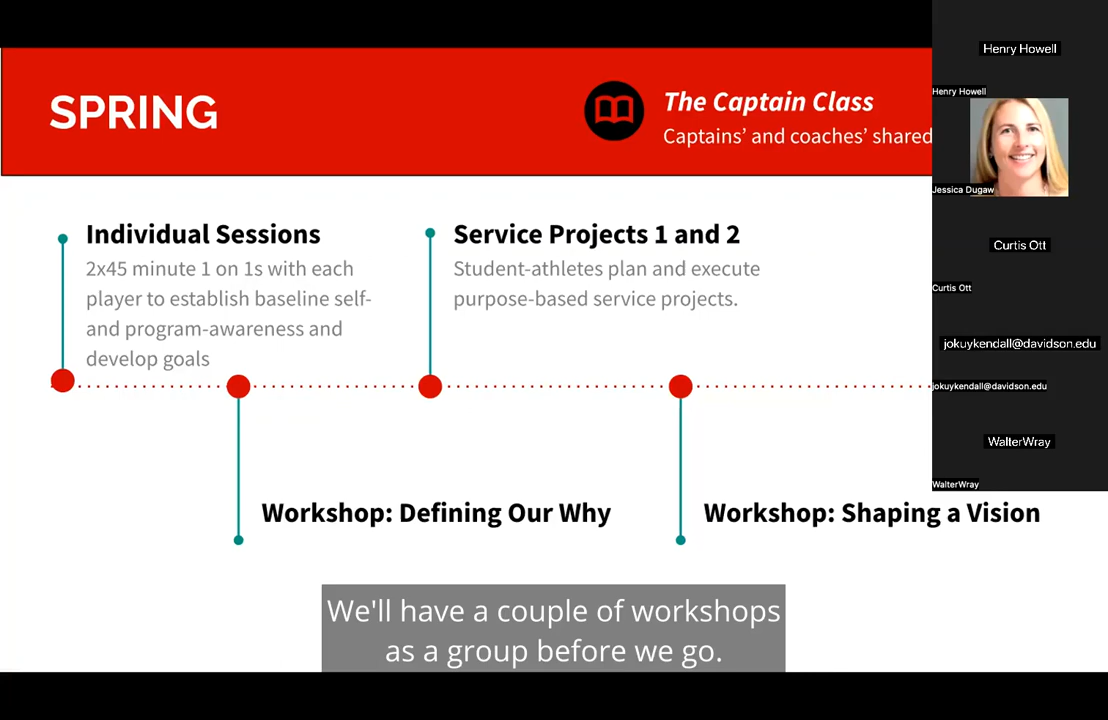 SPRING
The Captain Class
Captains' and coaches' shared
Individual Sessions
2x45 minute 1 on 1s with each
player to establish baseline self-
and program-awareness and
develop goals
Service Projects 1 and 2
Student-athletes plan and execute
purpose-based service projects.
Workshop: Defining Our Why
Workshop: Shaping a Vision
We'll have a couple of workshops
as a group before we go.
Henry Howell
Henry Howell
Jessica Dugaw
Curtis Ott
Curtis Ott
jokuykendall@davidson.edu
jokuykendall@davidson.edu
WalterWray
WalterWray